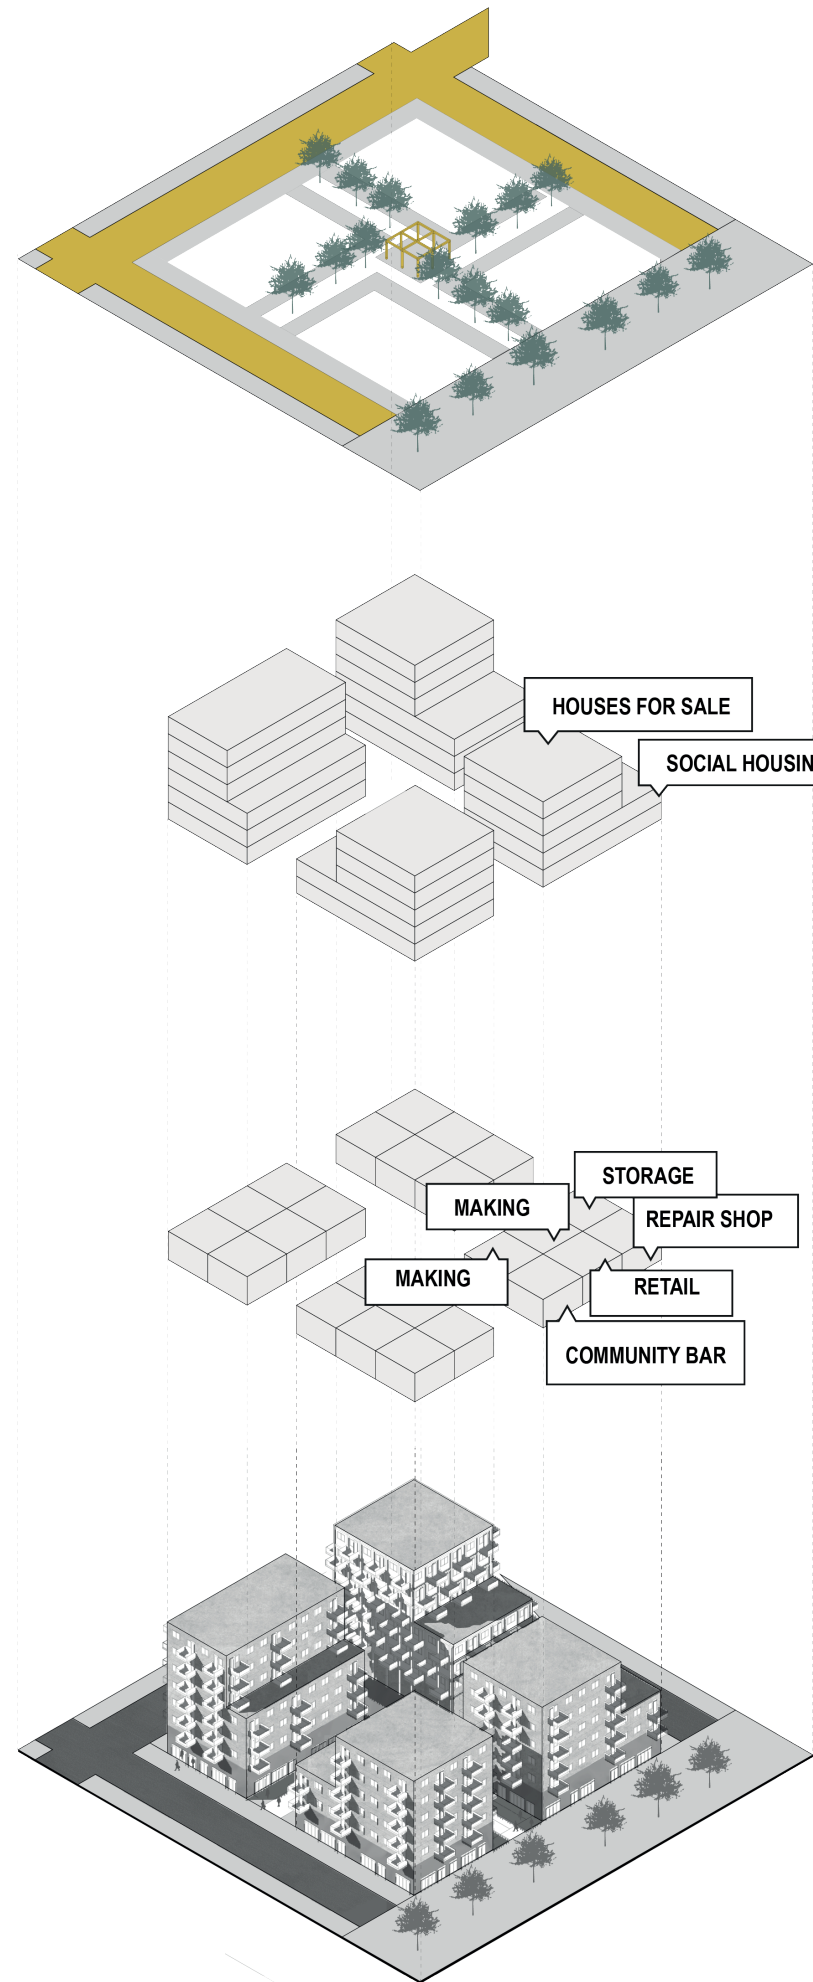 HOUSES FOR SALE
SOCIAL HOUSIN
STORAGE
MAKING
REPAIR SHOP
MAKING
RETAIL
COMMUNITY BAR